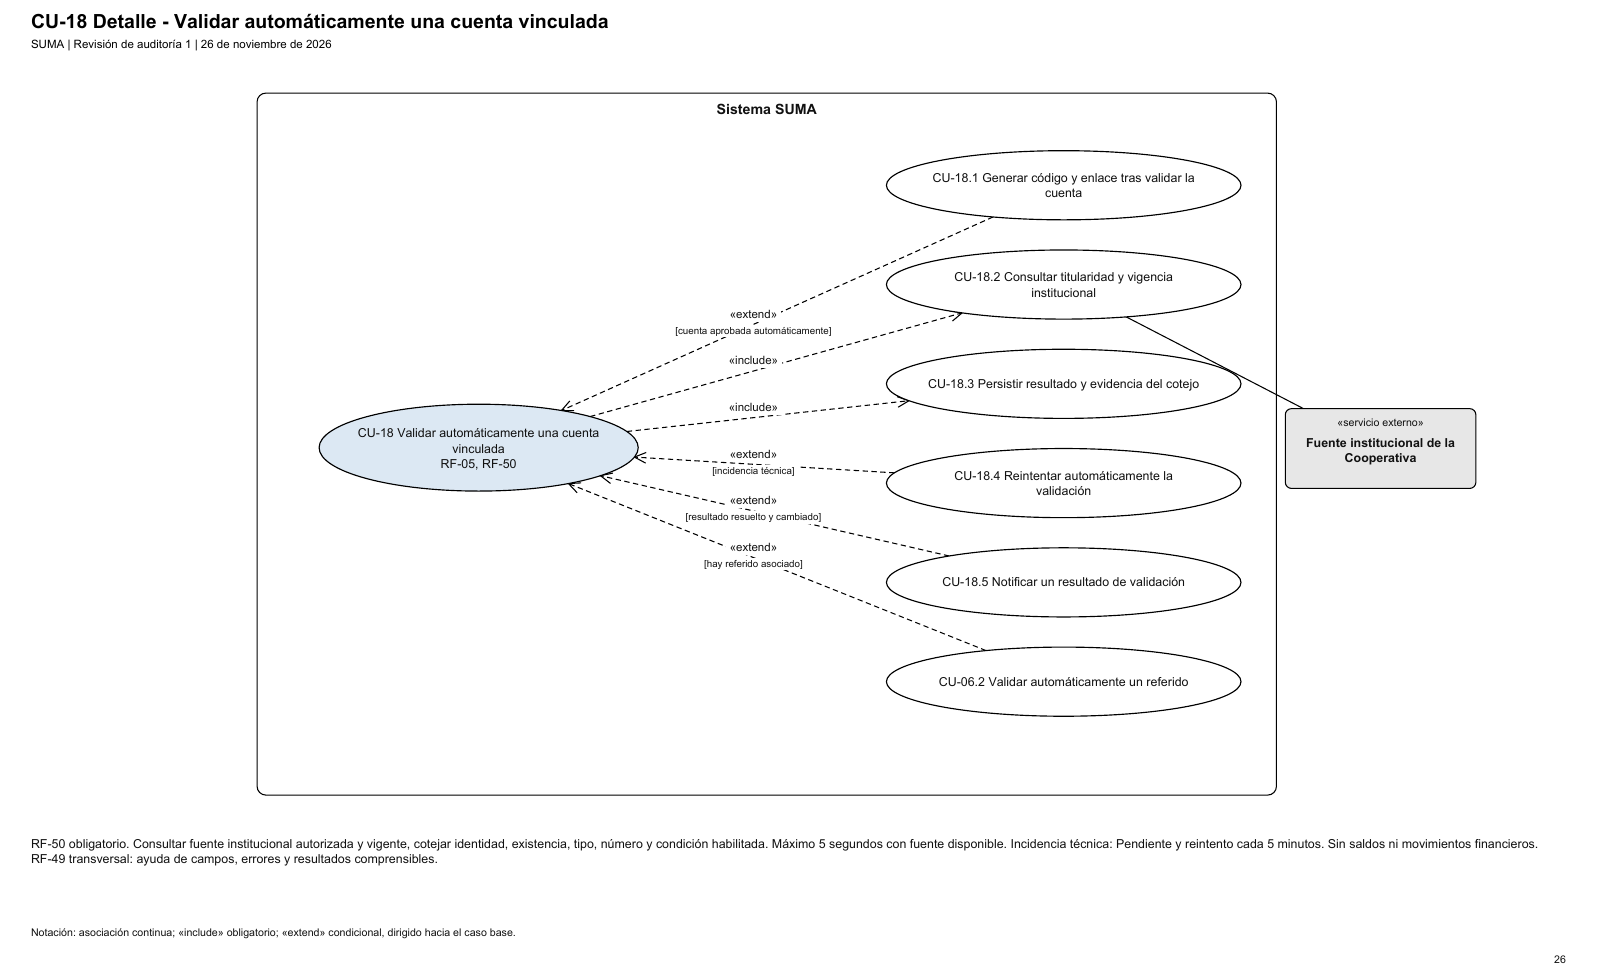 CU-18 Detalle - Validar automáticamente una cuenta vinculada
SUMA | Revisión de auditoría 1 | 26 de noviembre de 2026
Sistema SUMA
CU-18.1 Generar código y enlace tras validar la
cuenta
CU-18.2 Consultar titularidad y vigencia
institucional
«extend»
[cuenta aprobada automáticamente]
«include»
CU-18.3 Persistir resultado y evidencia del cotejo
«include»
«servicio externo»
Fuente institucional de la
Cooperativa
CU-18 Validar automáticamente una cuenta
vinculada
RF-05, RF-50
«extend»
[incidencia técnica]
CU-18.4 Reintentar automáticamente la
validación
«extend»
[resultado resuelto y cambiado]
«extend»
[hay referido asociado]
CU-18.5 Notificar un resultado de validación
CU-06.2 Validar automáticamente un referido
RF-50 obligatorio. Consultar fuente institucional autorizada y vigente, cotejar identidad, existencia, tipo, número y condición habilitada. Máximo 5 segundos con fuente disponible. Incidencia técnica: Pendiente y reintento cada 5 minutos. Sin saldos ni movimientos financieros.
RF-49 transversal: ayuda de campos, errores y resultados comprensibles.
Notación: asociación continua; «include» obligatorio; «extend» condicional, dirigido hacia el caso base.
26